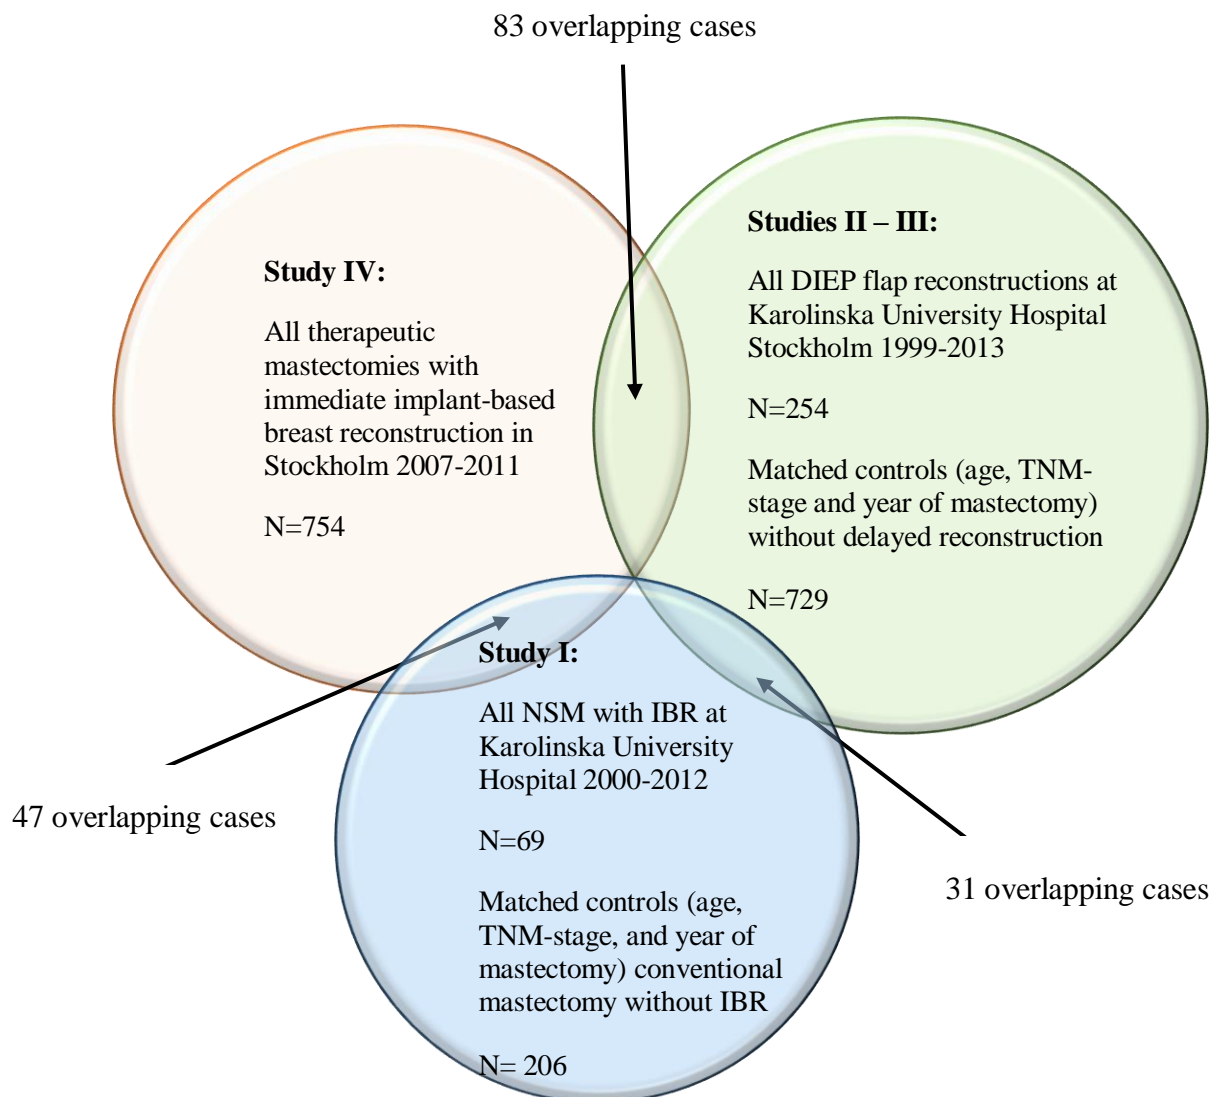 83 overlapping cases
Study IV:
All therapeutic
mastectomies with
immediate implant-based
breast reconstruction in
Stockholm 2007-2011
N=754
Studies II – III:
All DIEP flap reconstructions at
Karolinska University Hospital
Stockholm 1999-2013
N=254
Matched controls (age, TNM-
stage and year of mastectomy)
without delayed reconstruction
N=729
Study I:
All NSM with IBR at
Karolinska University
Hospital 2000-2012
N=69
Matched controls (age,
TNM-stage, and year of
mastectomy) conventional
mastectomy without IBR
N= 206
47 overlapping cases
31 overlapping cases